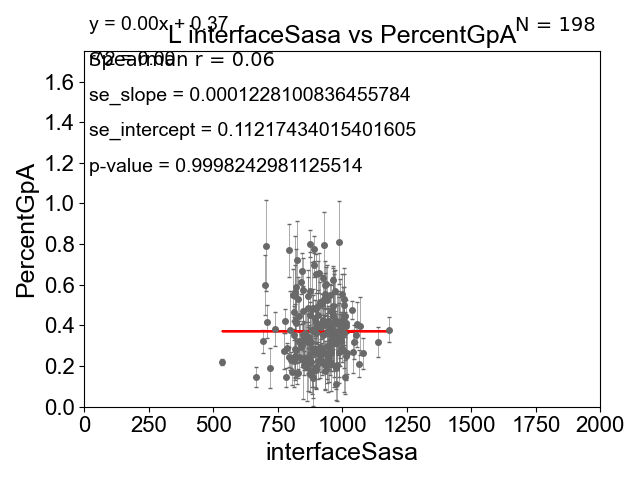 y = 0.00x + 0.37
N = 198
L interfaceSasa vs PercentGpA
Spearman r = 0.06
se_slope = 0.0001228100836455784
se_intercept = 0.11217434015401605
p-value = 0.9998242981125514
PercentGpA
1.6
1.4
1.2
1.0
0.8
0.6
0.4
0.2
0.0
0 250 500 750 1000 1250 1500 1750 2000
interfaceSasa